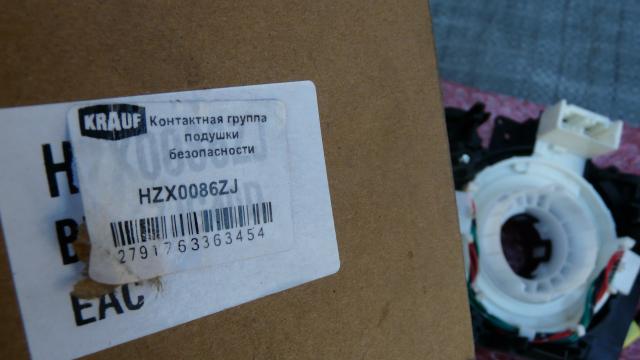 KRAUF Контактная группа
подушки
безопасности
HZX0086ZJ
2791763363454
EAC